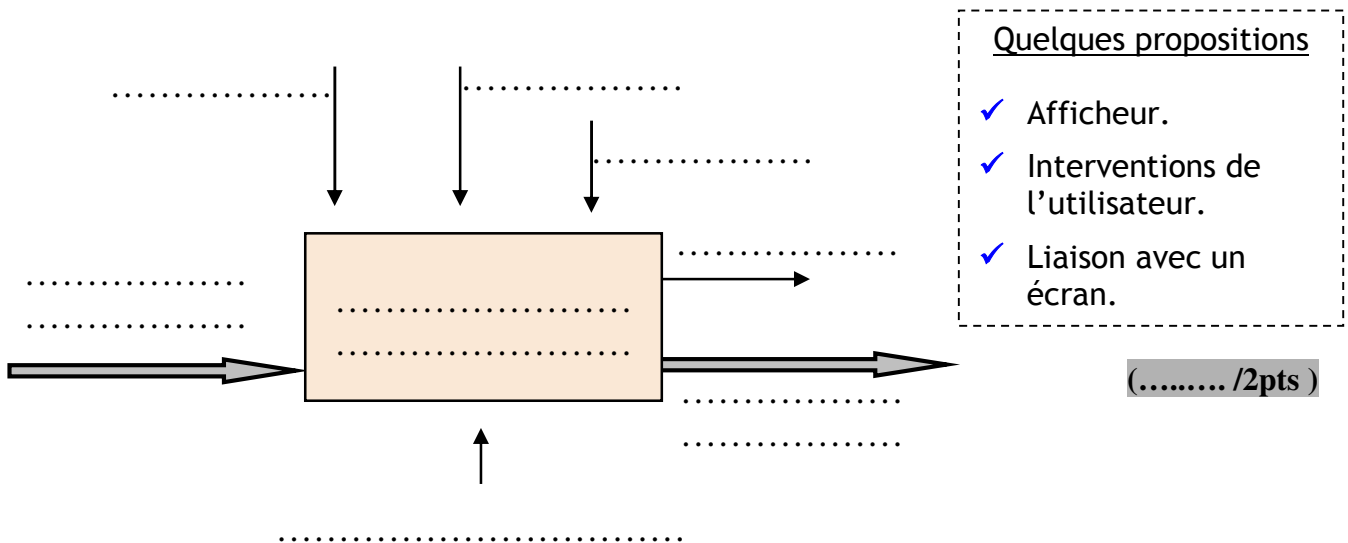 Quelques propositions
✓ Afficheur.
✓ Interventions de
l’utilisateur.
✓ Liaison avec un
écran.
..................
..................
..................
..................
..................
..................
........................
........................
(…..…. /2pts )
..................
..................
.................................